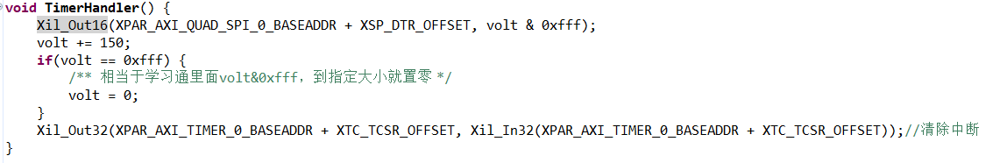 void TimerHandler() {
    Xil_Out16(XPAR_AXI_QUAD_SPI_0_BASEADDR + XSP_DTR_OFFSET, volt & 0xfff);
    volt += 150;
    if(volt == 0xfff) {
        /** 相当于学习通里面volt&0xfff，到指定大小就置零 */
        volt = 0;
    }
    Xil_Out32(XPAR_AXI_TIMER_0_BASEADDR + XTC_TCSR_OFFSET, Xil_In32(XPAR_AXI_TIMER_0_BASEADDR + XTC_TCSR_OFFSET));//清除中断
}